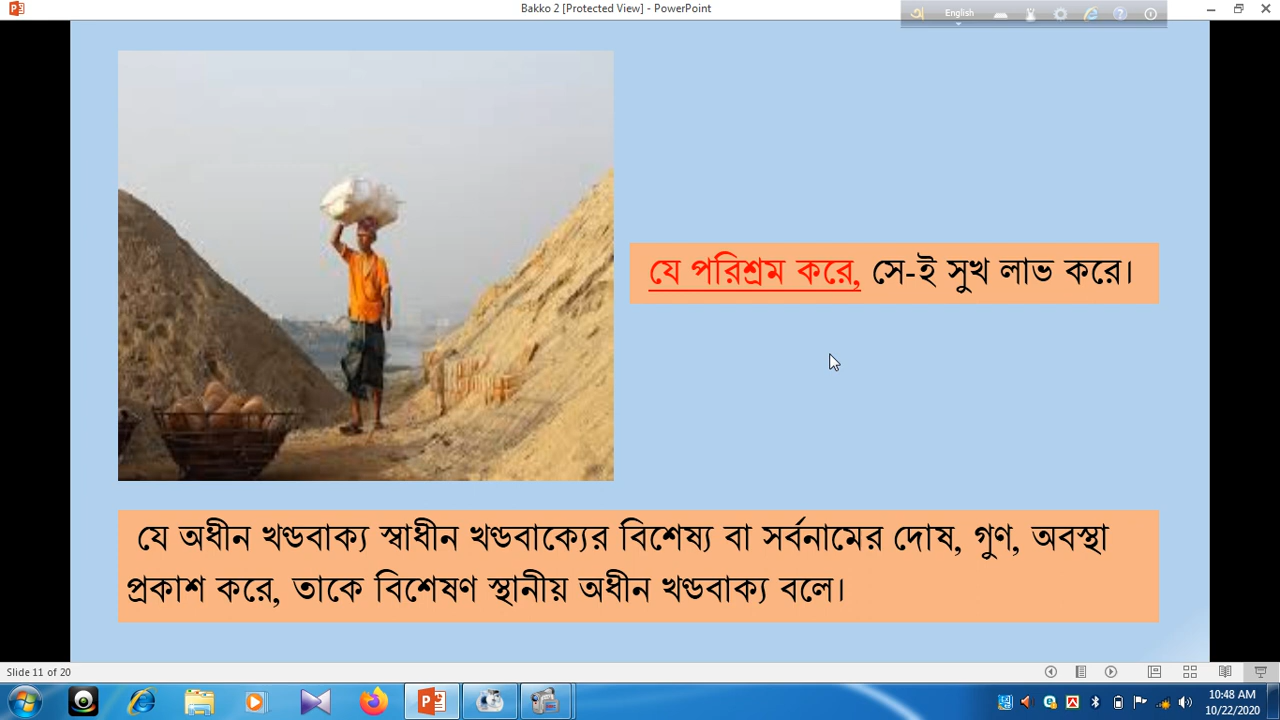 Bakko 2 [Protected View] - PowerPoint
English
যে পরিশ্রম করে, সে-ই সুখ লাভ করে।
যে অধীন খণ্ডবাক্য স্বাধীন খণ্ডবাক্যের বিশেষ্য বা সর্বনামের দোষ, গুণ, অবস্থা
প্রকাশ করে, তাকে বিশেষণ স্থানীয় অধীন খণ্ডবাক্য বলে।
Slide 11 of 20
10:48 AM
10/22/2020